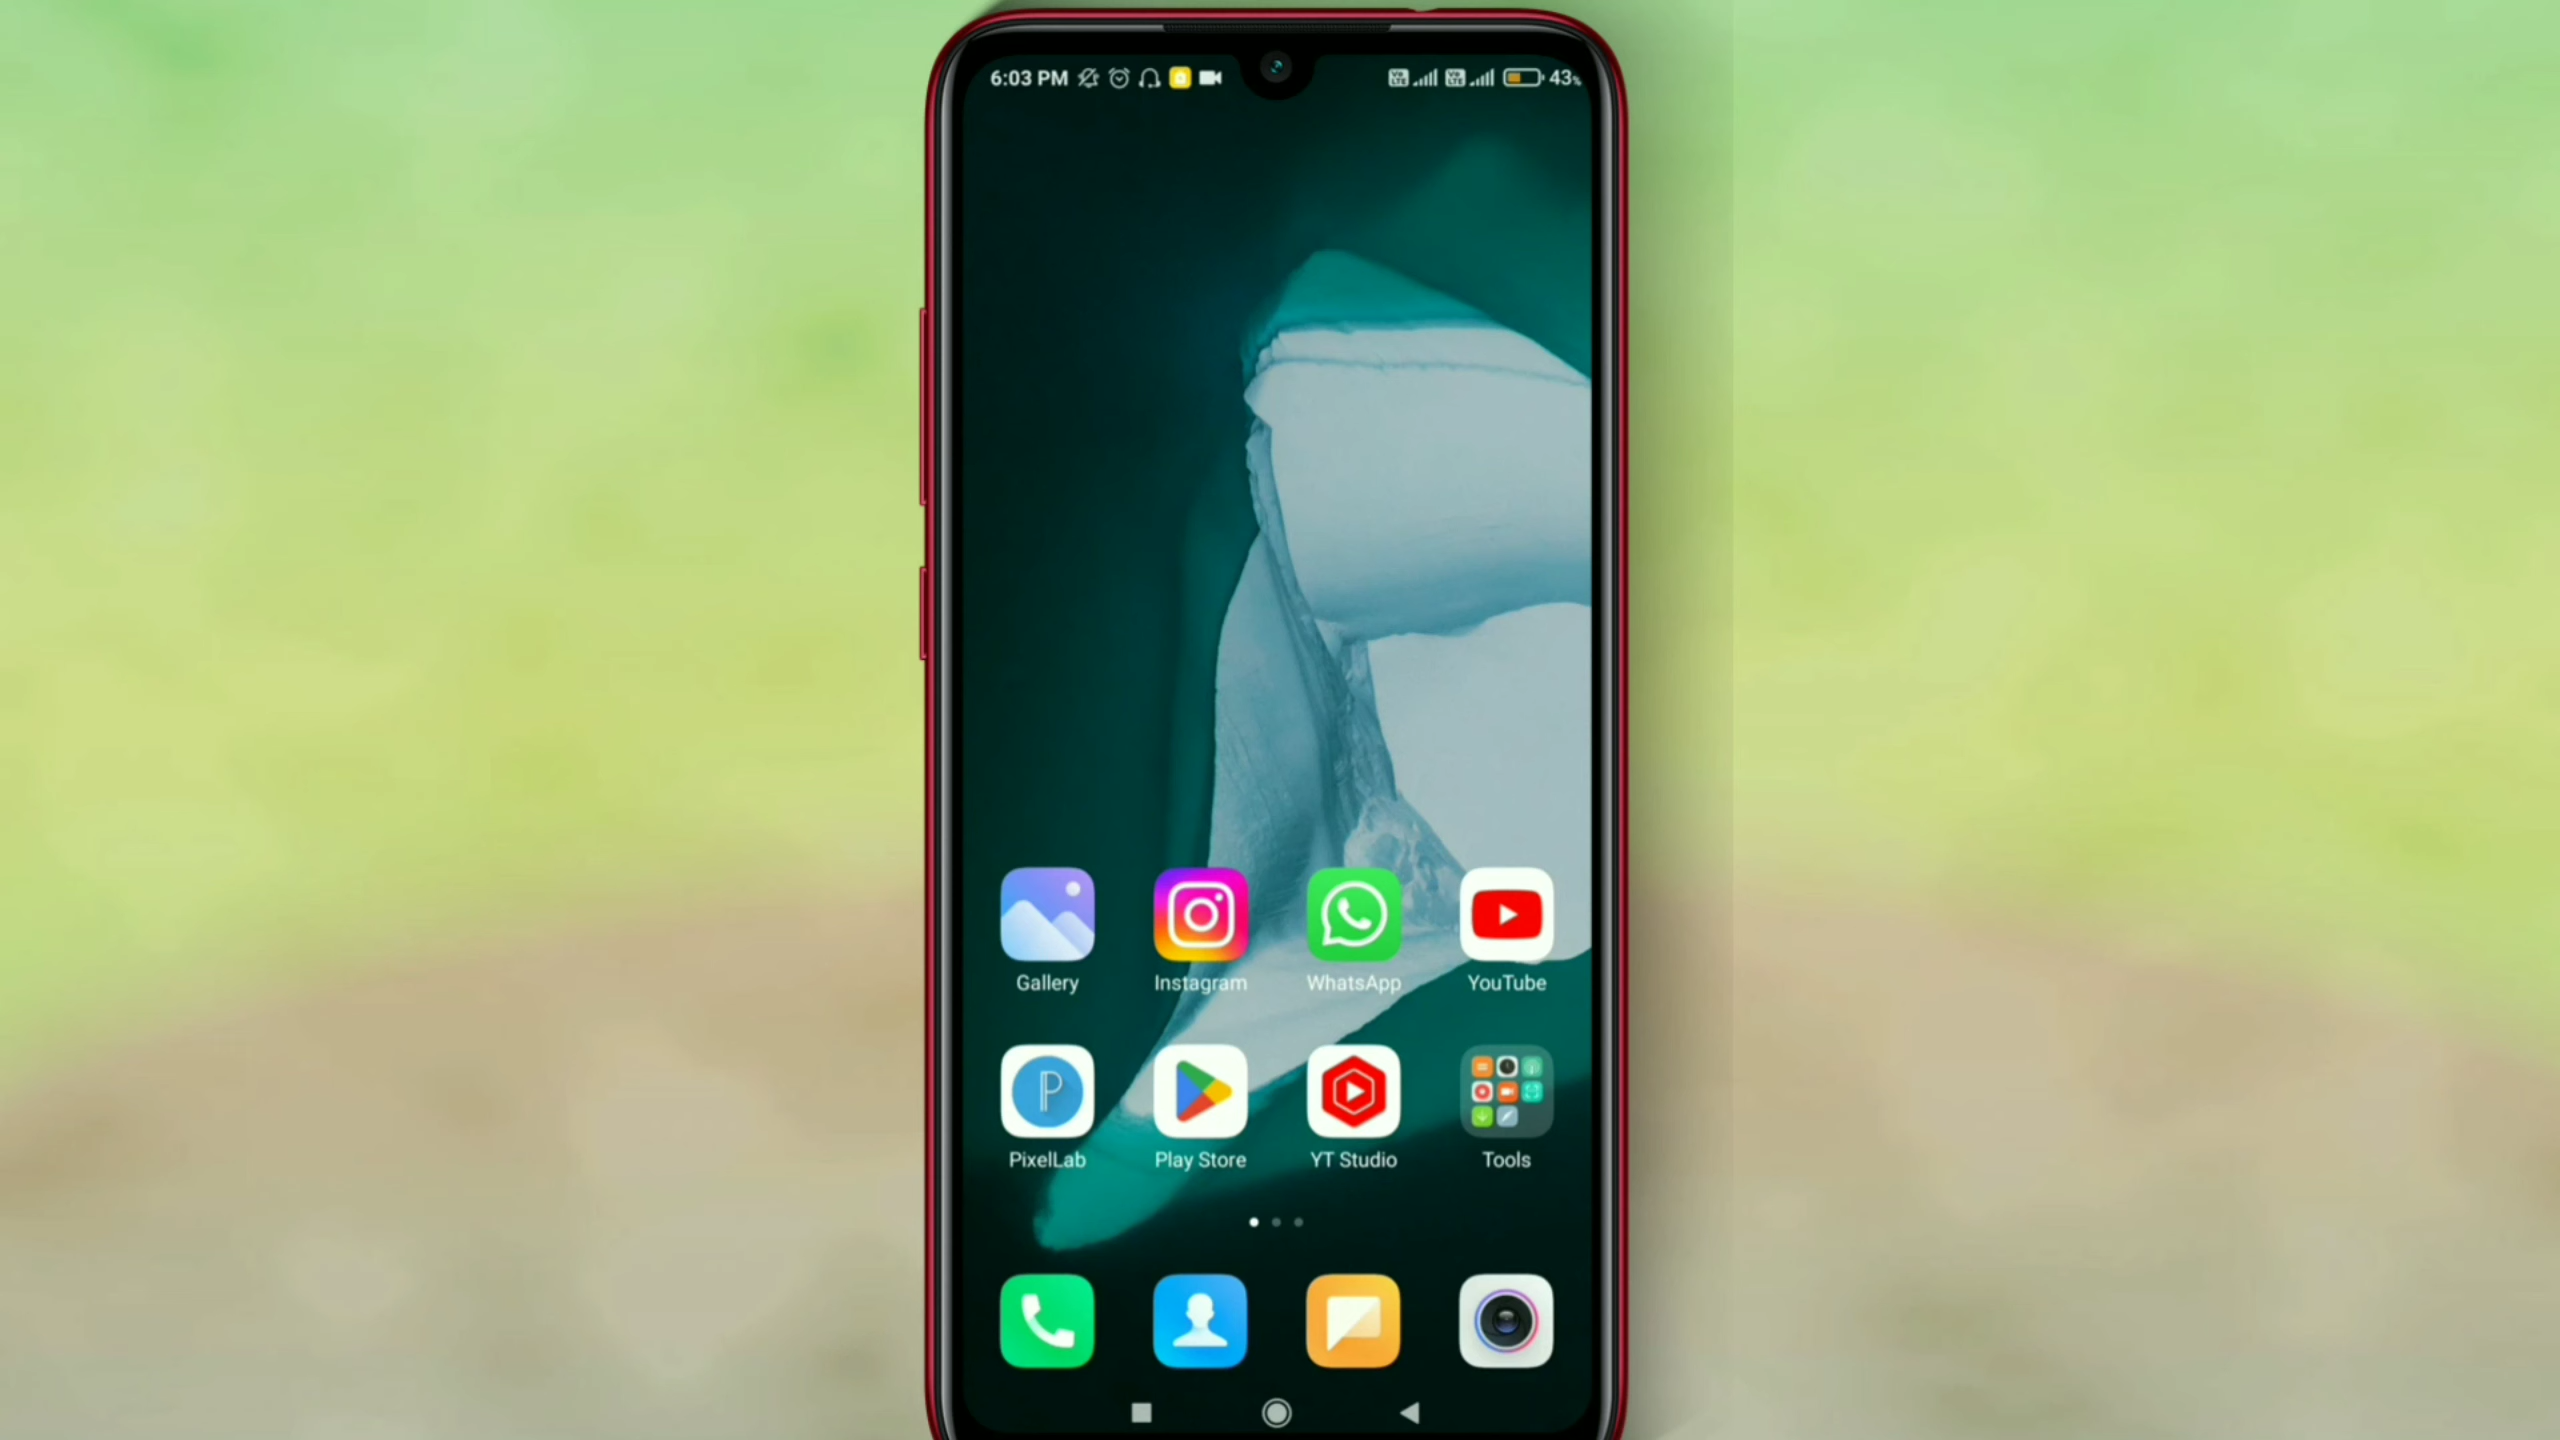 6:03 PM 43%
Gallery Instagram WhatsApp YouTube
PixelLab Play Store YT Studio Tools